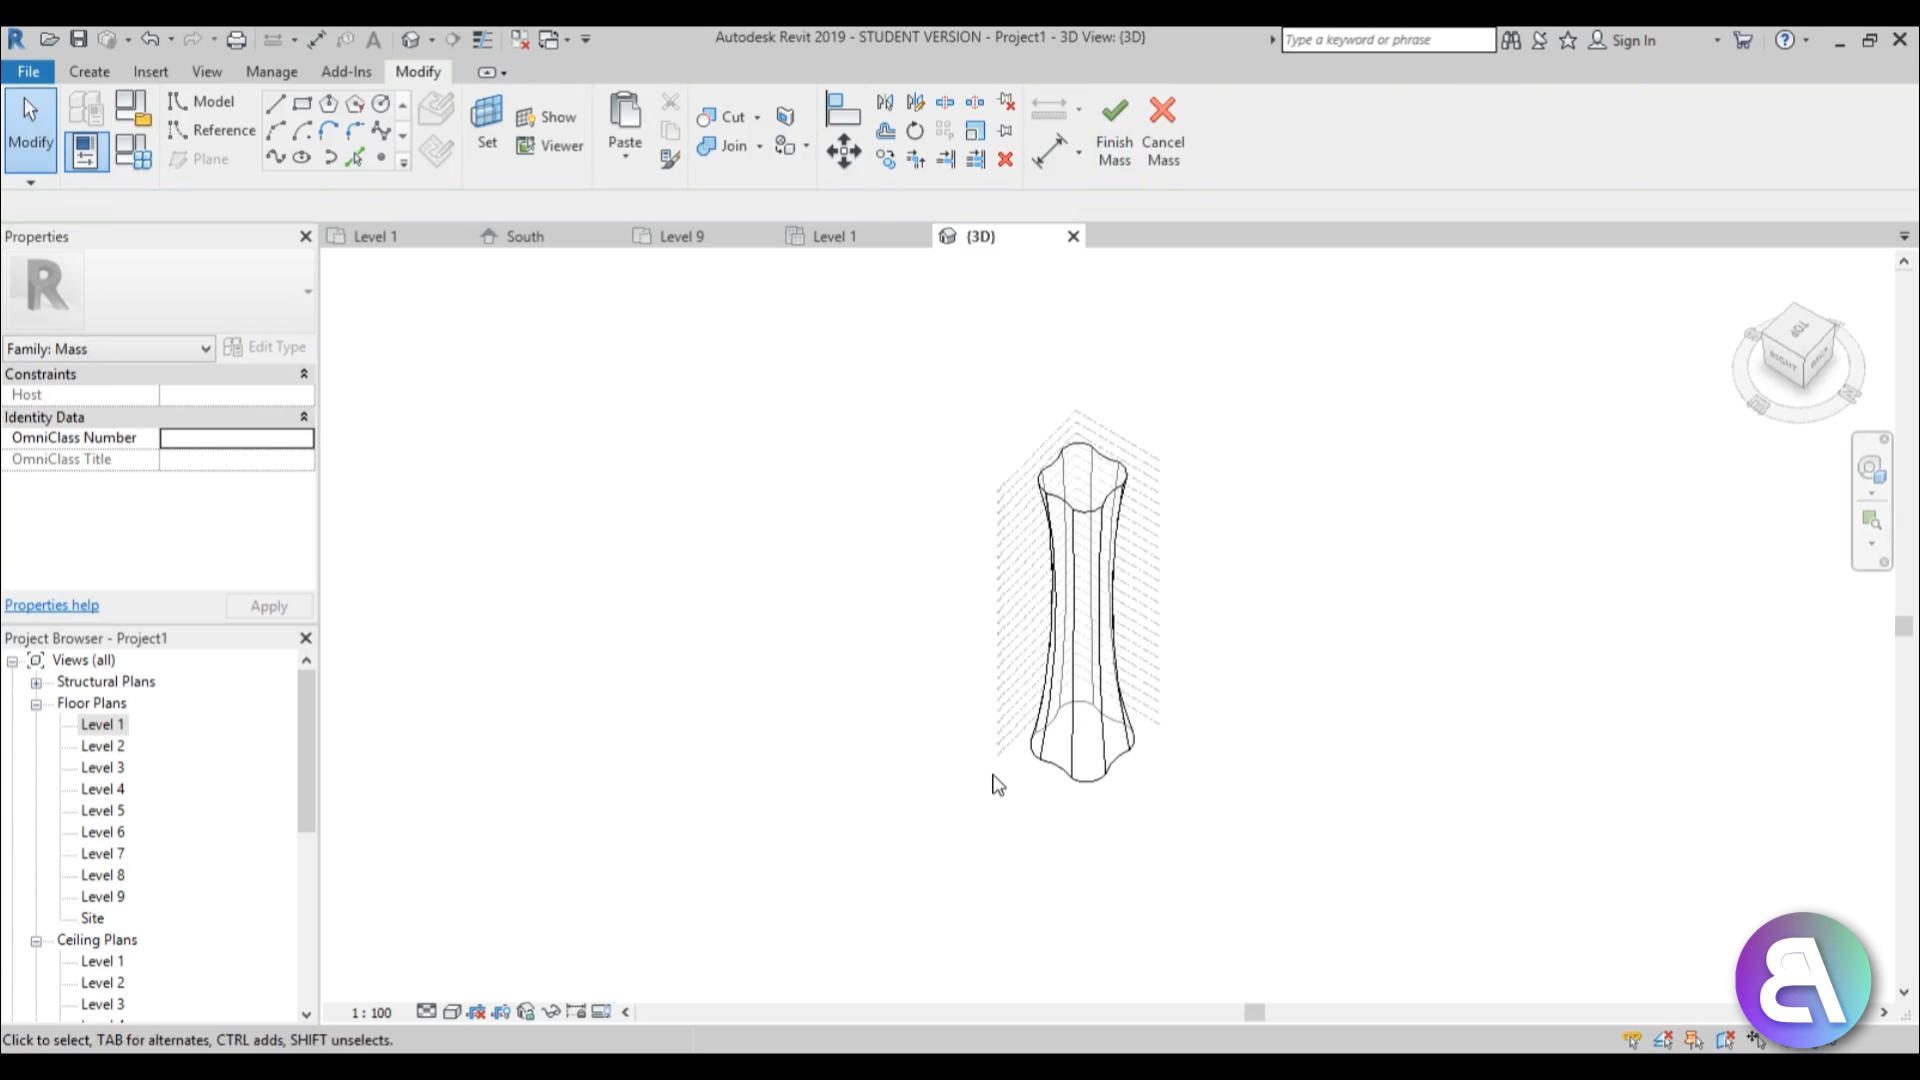 Autodesk Revit 2019 - STUDENT VERSION - Project1 - 3D View: {3D}
Type a keyword or phrase
Sign In
File Create Insert View Manage Add-Ins Modify
Modify
Model
Reference
Plane
Set
Show
Viewer
Paste
Cut
Join
Finish Mass
Cancel Mass
Properties
Level 1
South
Level 9
Level 1
{3D}
Family: Mass
Edit Type
Constraints
Host
Identity Data
OmniClass Number
OmniClass Title
Properties help
Apply
Project Browser - Project1
Views (all)
Structural Plans
Floor Plans
Level 1
Level 2
Level 3
Level 4
Level 5
Level 6
Level 7
Level 8
Level 9
Site
Ceiling Plans
Level 1
Level 2
Level 3
TOP
RIGHT
1 : 100
Click to select, TAB for alternates, CTRL adds, SHIFT unselects.